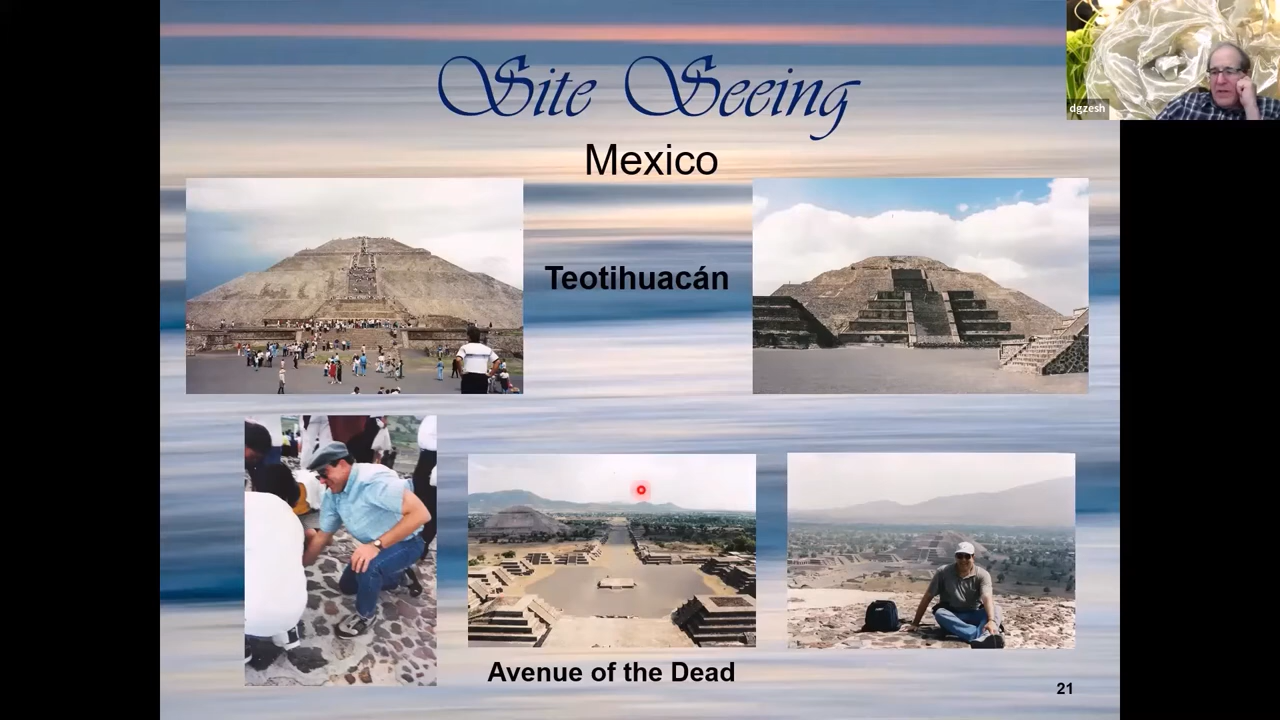 Site Seeing
Mexico
Teotihuacán
Avenue of the Dead
21
dgzesh